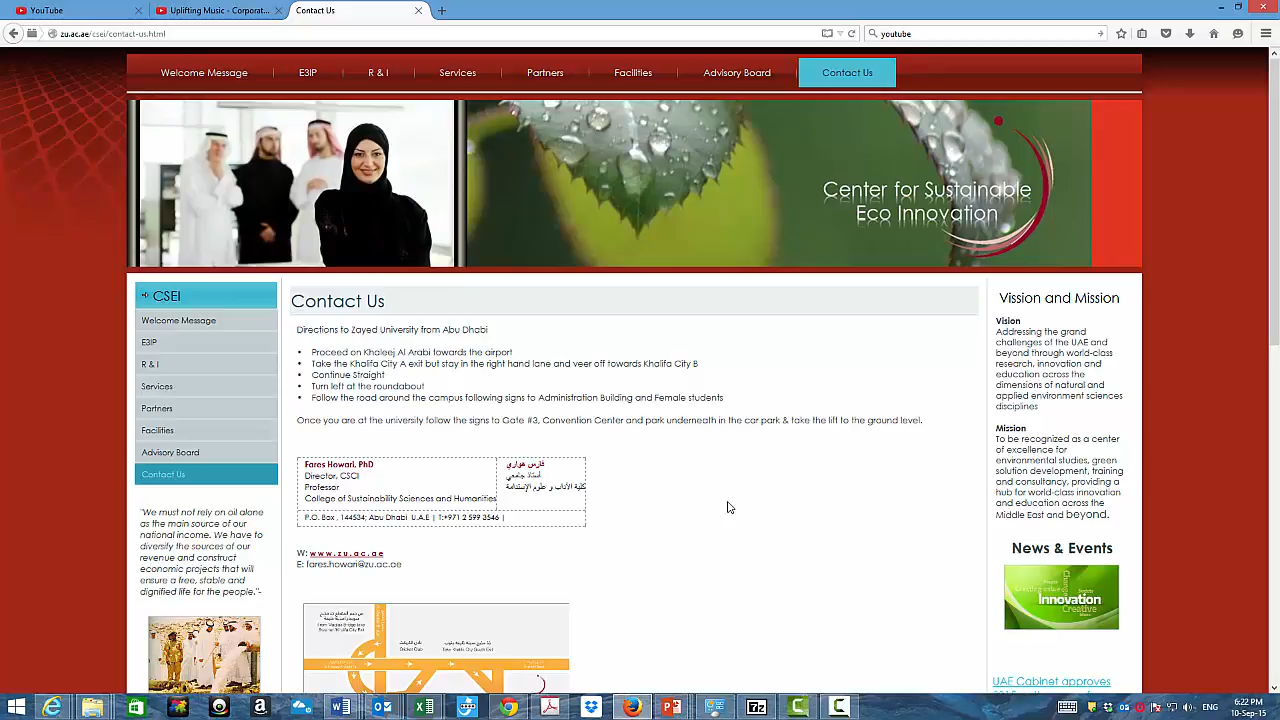 YouTube
Uplifting Music - Corporat...
Contact Us
zu.ac.ae/csei/contact-us.html
youtube
Welcome Message
E3IP
R & I
Services
Partners
Facilities
Advisory Board
Contact Us
Center for Sustainable
Eco Innovation
CSEI
Welcome Message
E3IP
R & I
Services
Partners
Facilities
Advisory Board
Contact Us
"We must not rely on oil alone
as the main source of our
national income. We have to
diversify the sources of our
revenue and construct
economic projects that will
ensure a free, stable and
dignified life for the people."-
Contact Us
Directions to Zayed University from Abu Dhabi
• Proceed on Khaleej Al Arabi towards the airport
• Take the Khalifa City A exit but stay in the right hand lane and veer off towards Khalifa City B
• Continue Straight
• Turn left at the roundabout
• Follow the road around the campus following signs to Administration Building and Female students
Once you are at the university follow the signs to Gate #3, Convention Center and park underneath in the car park & take the lift to the ground level.
Fares Howari, PhD
Director, CSCI
Professor
College of Sustainability Sciences and Humanities
فارس هواري
أستاذ جامعي
كلية الآداب و علوم الإستدامة
P.O. Box , 144534; Abu Dhabi U.A.E | T:+971 2 599 3546 |
W: www.zu.ac.ae
E: fares.howari@zu.ac.ae
Cricket Club
Vission and Mission
Vision
Addressing the grand
challenges of the UAE and
beyond through world-class
research, innovation and
education across the
dimensions of natural and
applied environment sciences
disciplines
Mission
To be recognized as a center
of excellence for
environmental studies, green
solution development, training
and consultancy, providing a
hub for world-class innovation
and education across the
Middle East and beyond.
News & Events
Innovation
Creative
UAE Cabinet approves
ENG
6:22 PM
10-Sep-15